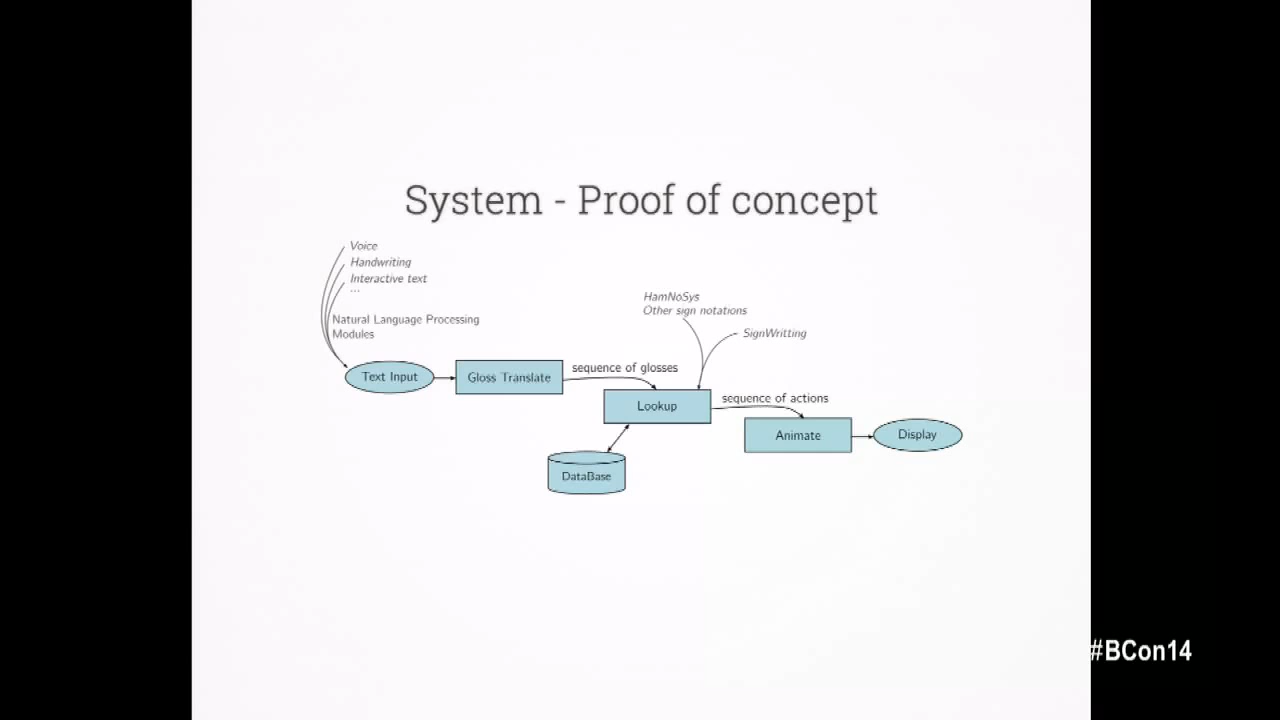 System - Proof of concept
Voice
Handwriting
Interactive text
...
Natural Language Processing
Modules
HamNoSys
Other sign notations
SignWritting
Text Input
Gloss Translate
sequence of glosses
Lookup
sequence of actions
Animate
Display
DataBase
#BCon14